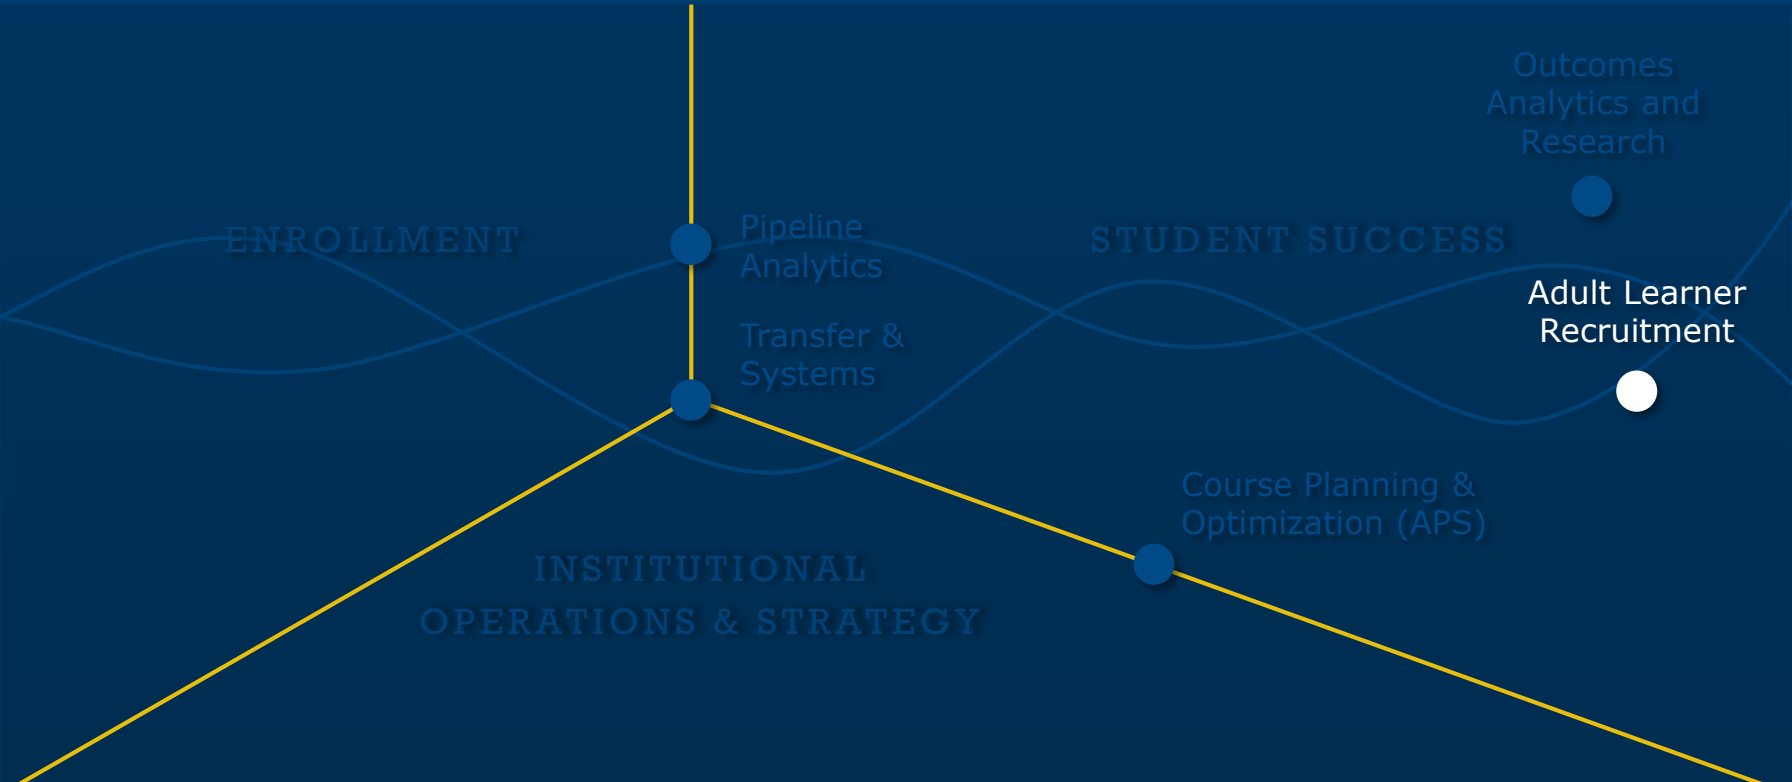 Outcomes
Analytics and
Research
ENROLLMENT
Pipeline
Analytics
STUDENT SUCCESS
Adult Learner
Recruitment
Transfer &
Systems
Course Planning &
Optimization (APS)
INSTITUTIONAL
OPERATIONS & STRATEGY